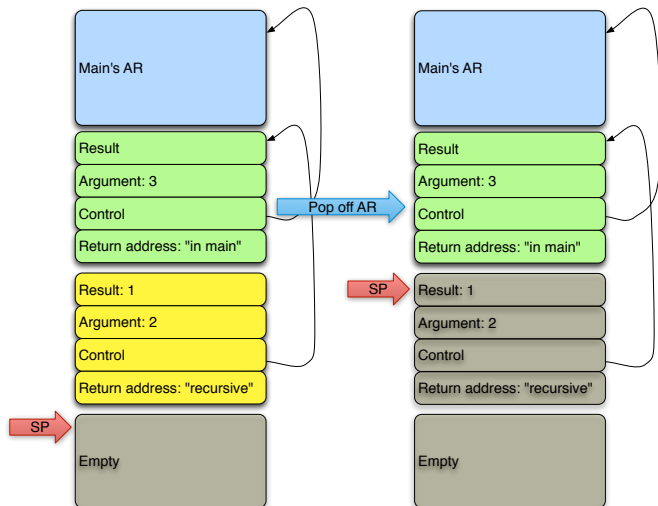 Main's AR
Result
Argument: 3
Control
Return address: "in main"
Result: 1
Argument: 2
Control
Return address: "recursive"
SP
Empty
Pop off AR
Main's AR
Result
Argument: 3
Control
Return address: "in main"
SP
Result: 1
Argument: 2
Control
Return address: "recursive"
Empty